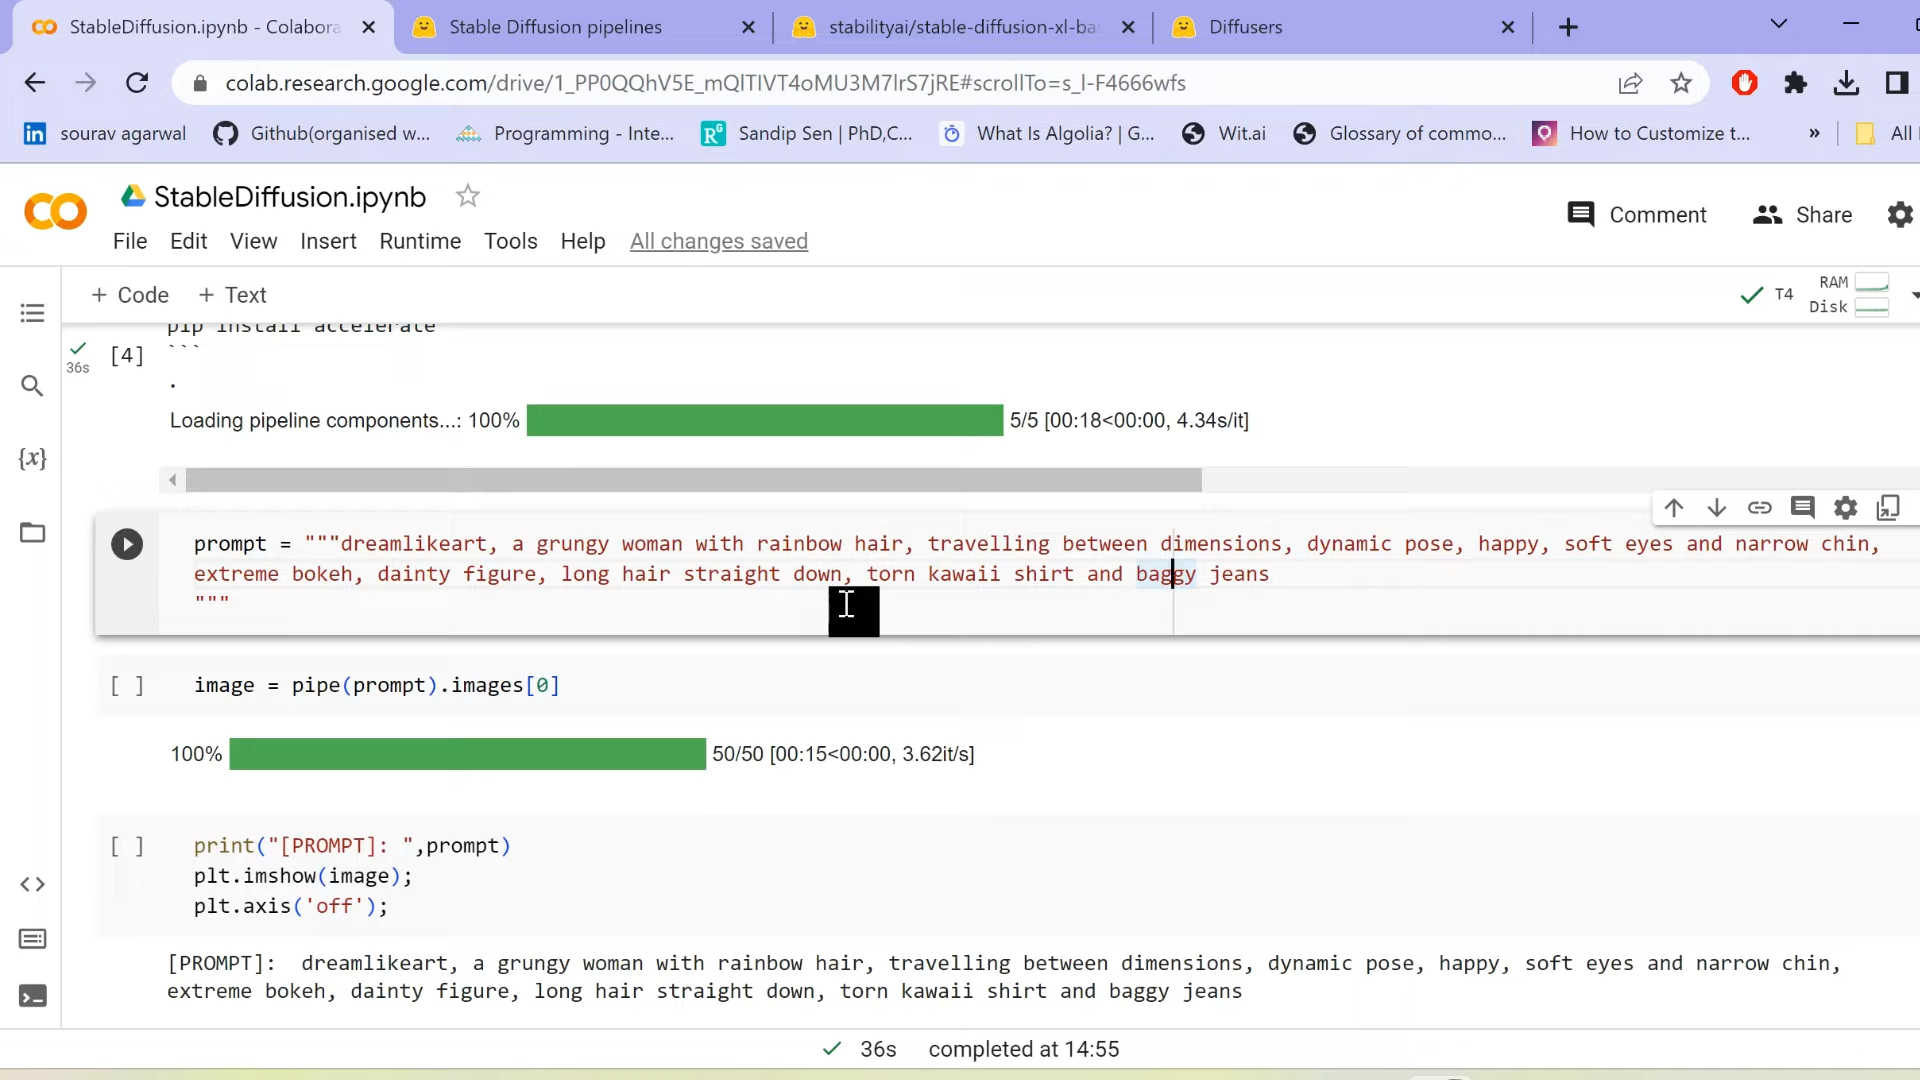 StableDiffusion.ipynb - Colabora
Stable Diffusion pipelines
stabilityai/stable-diffusion-xl-bas
Diffusers
colab.research.google.com/drive/1_PP0QQhV5E_mQlTIVT4oMU3M7lrS7jRE#scrollTo=s_l-F4666wfs
sourav agarwal
Github(organised w...
Programming - Inte...
Sandip Sen | PhD,C...
What Is Algolia? | G...
Wit.ai
Glossary of commo...
How to Customize t...
»
All
StableDiffusion.ipynb
Comment
Share
File Edit View Insert Runtime Tools Help All changes saved
+ Code + Text
T4
RAM
Disk
pip install accelerate
36s
[4]
```
.
Loading pipeline components...: 100% 5/5 [00:18<00:00, 4.34s/it]
prompt = """dreamlikeart, a grungy woman with rainbow hair, travelling between dimensions, dynamic pose, happy, soft eyes and narrow chin,
extreme bokeh, dainty figure, long hair straight down, torn kawaii shirt and baggy jeans
"""
[ ] image = pipe(prompt).images[0]
100% 50/50 [00:15<00:00, 3.62it/s]
[ ] print("[PROMPT]: ",prompt)
plt.imshow(image);
plt.axis('off');
[PROMPT]:  dreamlikeart, a grungy woman with rainbow hair, travelling between dimensions, dynamic pose, happy, soft eyes and narrow chin,
extreme bokeh, dainty figure, long hair straight down, torn kawaii shirt and baggy jeans
36s completed at 14:55